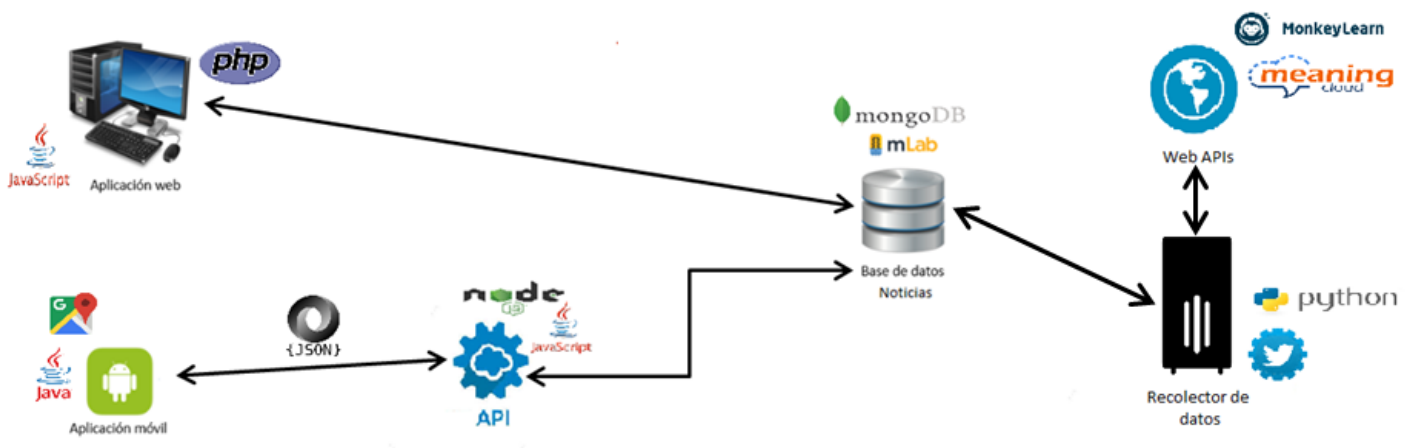 MonkeyLearn
php
meaning
cloud
mongoDB
mLab
JavaScript
Aplicación web
Web APIs
Base de datos
Noticias
node
JS
{JSON}
JavaScript
python
G
Java
API
Aplicación móvil
Recolector de
datos